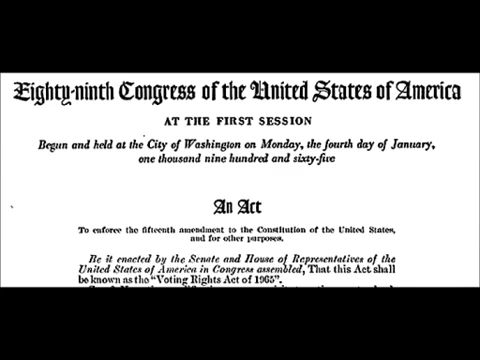 Eighty-ninth Congress of the United States of America
AT THE FIRST SESSION
Begun and held at the City of Washington on Monday, the fourth day of January,
one thousand nine hundred and sixty-five
An Act
To enforce the fifteenth amendment to the Constitution of the United States,
and for other purposes.
Be it enacted by the Senate and House of Representatives of the
United States of America in Congress assembled, That this Act shall
be known as the "Voting Rights Act of 1965".